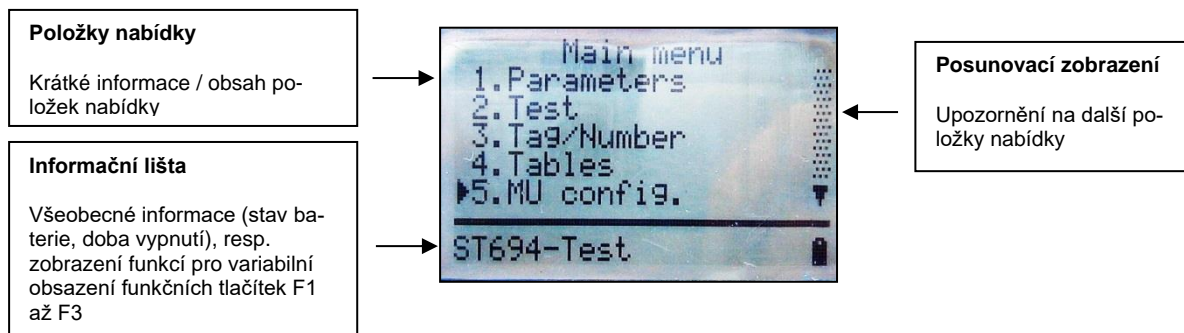 Položky nabídky
Krátké informace / obsah po-
ložek nabídky
Informační lišta
Všeobecné informace (stav ba-
terie, doba vypnutí), resp.
zobrazení funkcí pro variabilní
obsazení funkčních tlačítek F1
až F3
Main menu
1.Parameters
2.Test
3.Tag/Number
4.Tables
5.MU config.
ST694-Test
Posunovací zobrazení
Upozornění na další po-
ložky nabídky